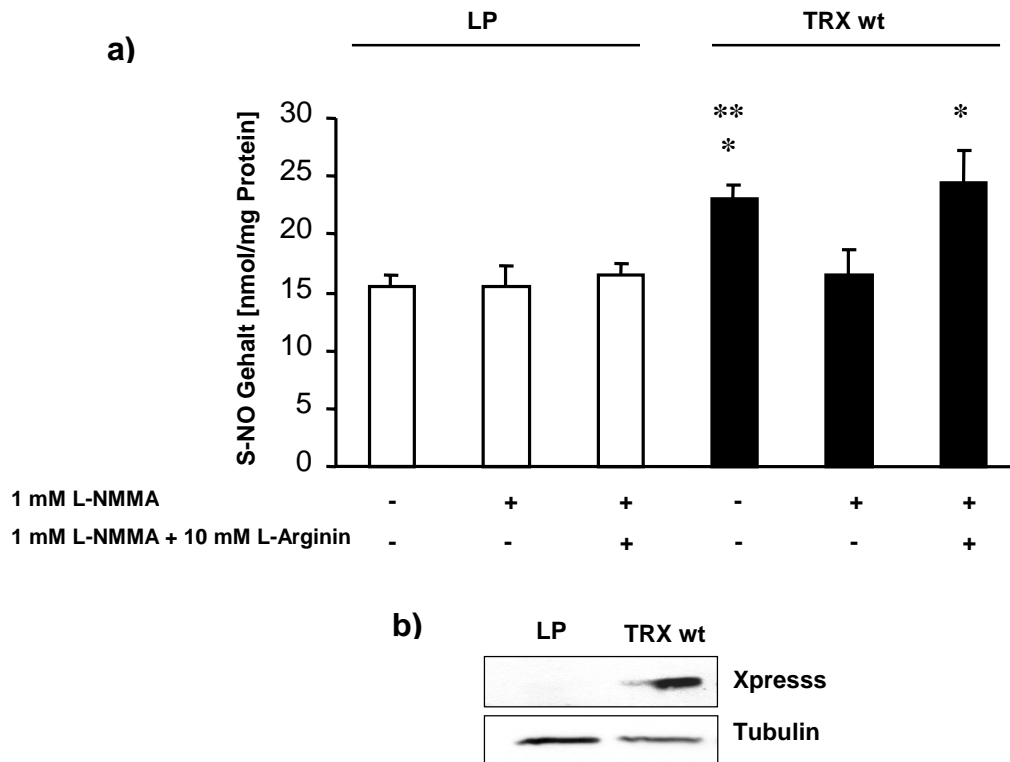 LP TRX wt
a)
** *
*
30
25
20
15
10
5
0
S-NO Gehalt [nmol/mg Protein]
1 mM L-NMMA - + + - + +
1 mM L-NMMA + 10 mM L-Arginin - - + - - +
b) LP TRX wt
Xpresss
Tubulin